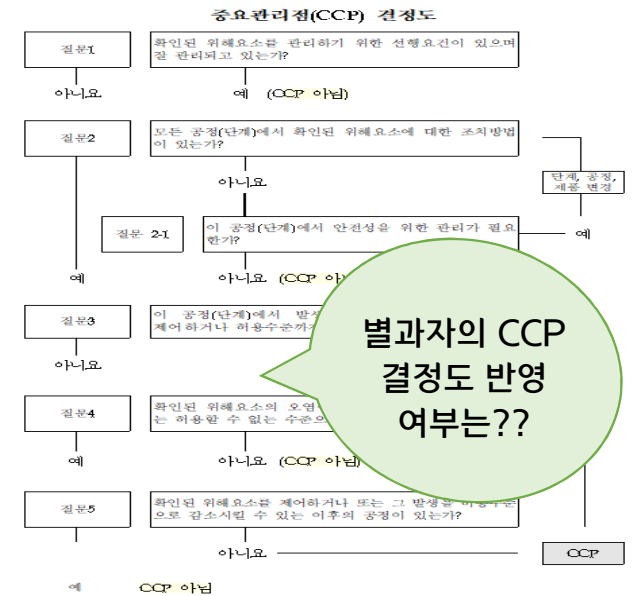 중요관리점(CCP) 결정도
질문1
확인된 위해요소를 관리하기 위한 선행요건이 있으며
잘 관리되고 있는가?
아니요
예 (CCP 아님)
질문2
모든 공정(단계)에서 확인된 위해요소에 대한 조치방법
이 있는가?
아니요
단계, 공정,
제품 변경
질문 2-1
이 공정(단계)에서 안전성을 위한 관리가 필요
한가?
예
예
아니요 (CCP 아
질문3
이 공정(단계)에서 발
제어하거나 허용수준까
아니요
별과자의 CCP
결정도 반영
여부는??
질문4
확인된 위해요소의 오염
는 허용할 수 없는 수준으
예
아니요 (CCP 아님)
질문5
확인된 위해요소를 제어하거나 또는 그 발생을 허용수준
으로 감소시킬 수 있는 이후의 공정이 있는가?
아니요
CCP
예 CCP 아님